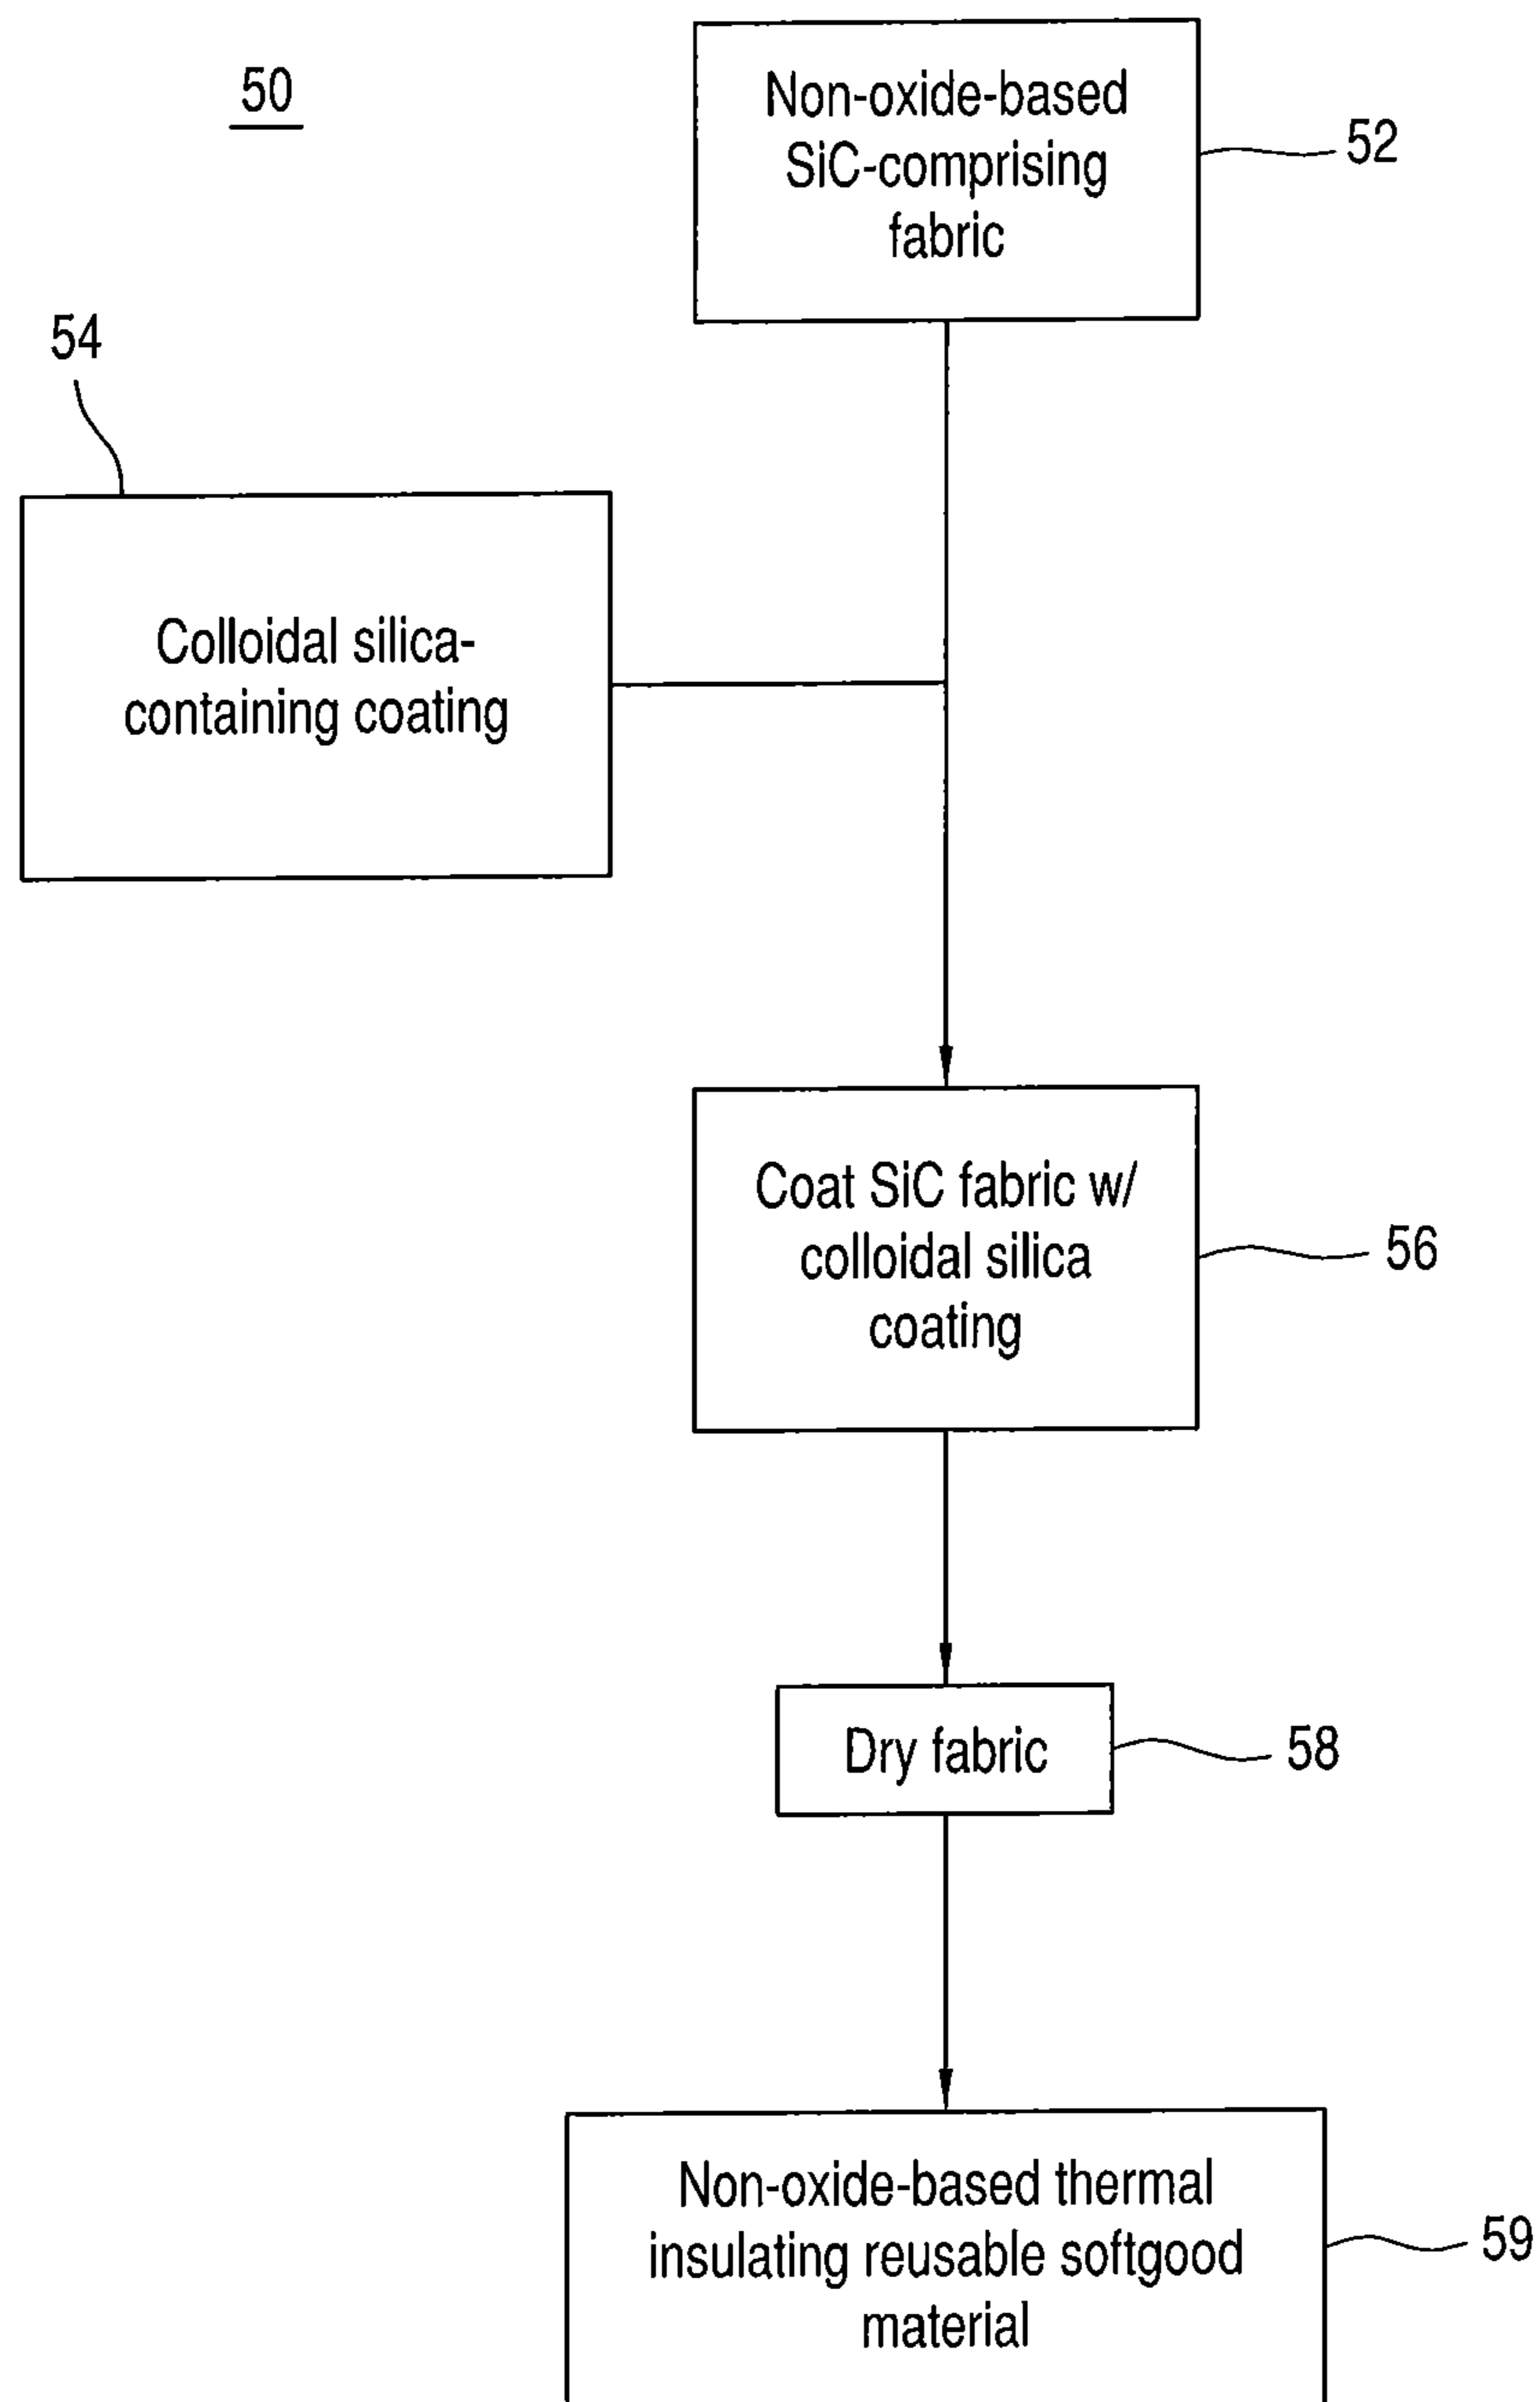 50
Non-oxide-based
SiC-comprising
fabric
52
54
Colloidal silica-
containing coating
Coat SiC fabric w/
colloidal silica
coating
56
Dry fabric
58
Non-oxide-based thermal
insulating reusable softgood
material
59